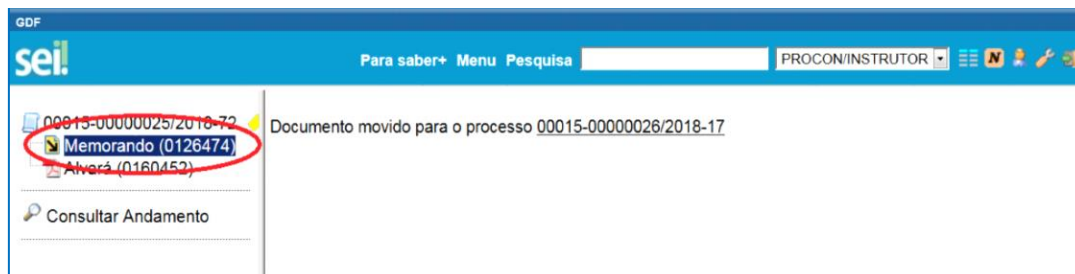 GDF
sei!
Para saber+ Menu Pesquisa
PROCON/INSTRUTOR
N
00015-00000025/2018-72
Memorando (0126474)
Alvará (0160452)
Consultar Andamento
Documento movido para o processo 00015-00000026/2018-17